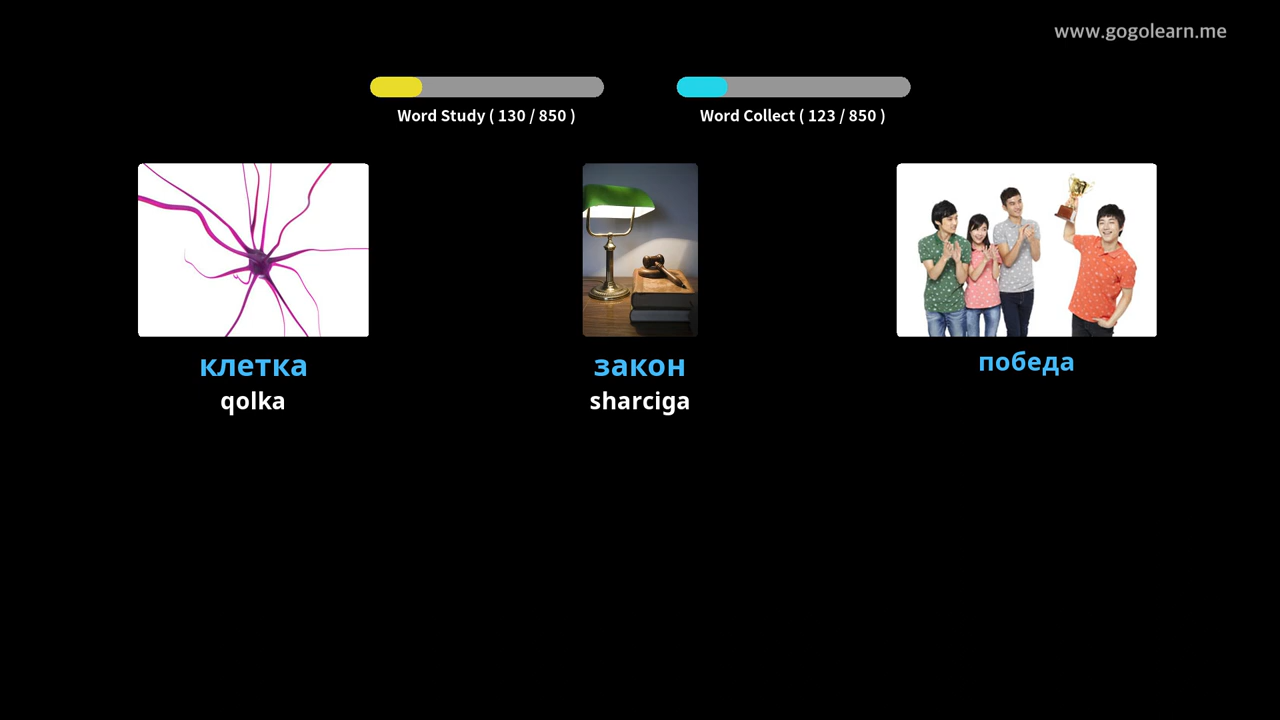 www.gogolearn.me
Word Study ( 130 / 850 )
Word Collect ( 123 / 850 )
клетка
qolka
закон
sharciga
победа